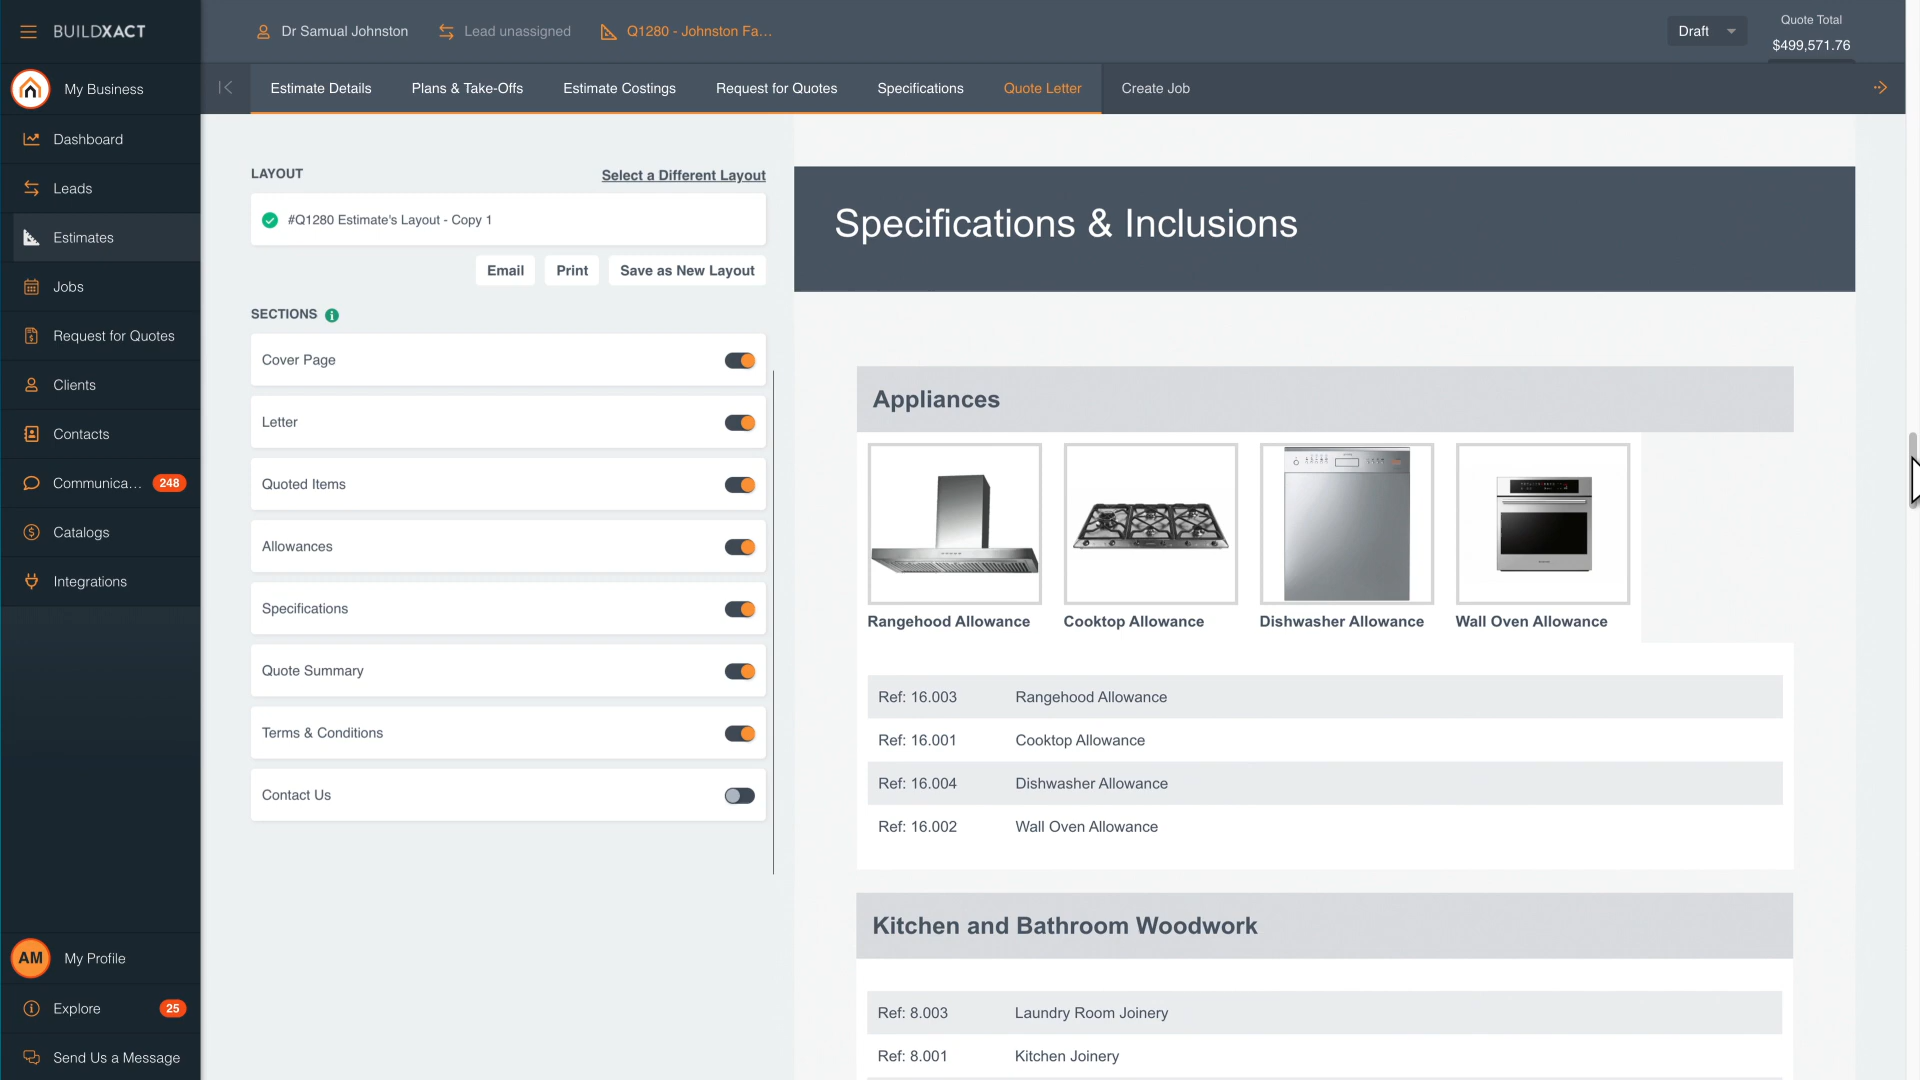 BUILDXACT
Dr Samual Johnston
Lead unassigned
Q1280 - Johnston Fa...
Draft
Quote Total
$499,571.76
My Business
Estimate Details
Plans & Take-Offs
Estimate Costings
Request for Quotes
Specifications
Quote Letter
Create Job
Dashboard
Leads
Estimates
Jobs
Request for Quotes
Clients
Contacts
Communica... 248
Catalogs
Integrations
AM My Profile
Explore 25
Send Us a Message
LAYOUT
Select a Different Layout
#Q1280 Estimate's Layout - Copy 1
Email
Print
Save as New Layout
SECTIONS
Cover Page
Letter
Quoted Items
Allowances
Specifications
Quote Summary
Terms & Conditions
Contact Us
Specifications & Inclusions
Appliances
Rangehood Allowance
Cooktop Allowance
Dishwasher Allowance
Wall Oven Allowance
Ref: 16.003 Rangehood Allowance
Ref: 16.001 Cooktop Allowance
Ref: 16.004 Dishwasher Allowance
Ref: 16.002 Wall Oven Allowance
Kitchen and Bathroom Woodwork
Ref: 8.003 Laundry Room Joinery
Ref: 8.001 Kitchen Joinery